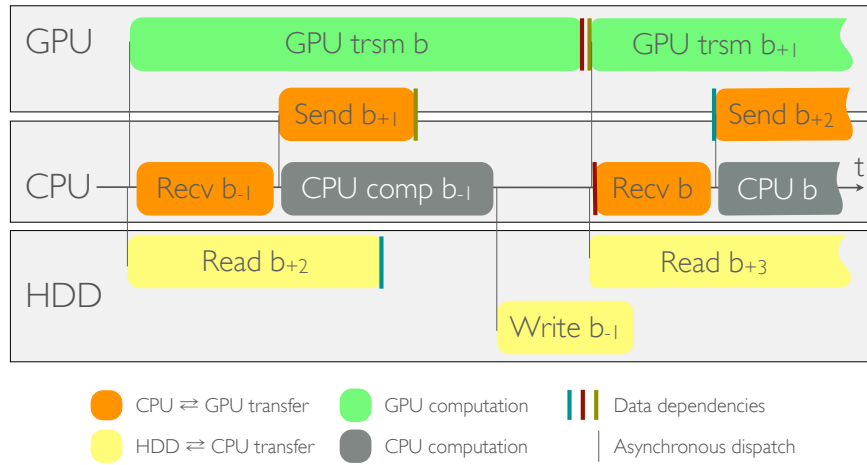 GPU
GPU trsm b
GPU trsm b+1
Send b+1
Send b+2
CPU
Recv b-1
CPU comp b-1
Recv b
CPU b
t
Read b+2
Read b+3
HDD
Write b-1
CPU ⇄ GPU transfer
GPU computation
Data dependencies
HDD ⇄ CPU transfer
CPU computation
Asynchronous dispatch